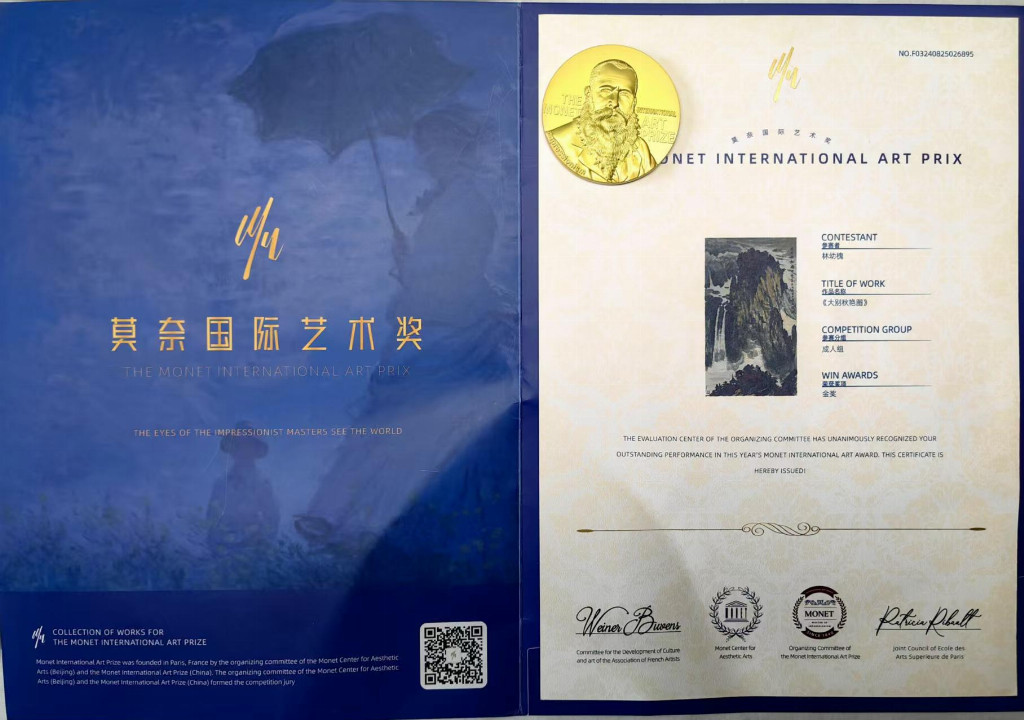 莫奈国际艺术奖
THE MONET INTERNATIONAL ART PRIX
THE EYES OF THE IMPRESSIONIST MASTERS SEE THE WORLD
COLLECTION OF WORKS FOR
THE MONET INTERNATIONAL ART PRIZE
Monet International Art Prize was founded in Paris, France by the organizing committee of the Monet Center for Aesthetic
Arts (Beijing) and the Monet International Art Prize (China). The organizing committee of the Monet Center for Aesthetic
Arts (Beijing) and the Monet International Art Prize (China) formed the competition jury
NO.F03240825026895
THE MONET
INTERNATIONAL
ART
PRIZE
莫奈国际艺术奖
ONET INTERNATIONAL ART PRIX
CONTESTANT
参赛者
林幼槐
TITLE OF WORK
作品名称
《大别秋艳图》
COMPETITION GROUP
参赛分组
成人组
WIN AWARDS
金奖
THE EVALUATION CENTER OF THE ORGANIZING COMMITTEE HAS UNANIMOUSLY RECOGNIZED YOUR
OUTSTANDING PERFORMANCE IN THIS YEAR'S MONET INTERNATIONAL ART AWARD. THIS CERTIFICATE IS
HEREBY ISSUED!
Weiner Biwens
Committee for the Development of Culture
and art of the Association of French Artists
Monet Center for
Aesthetic Arts
MONET
Organizing Committee of
the Monet International Arty Prize
Patricia Ribault
Joint Council of Ecole des
Arts Superieure de Paris